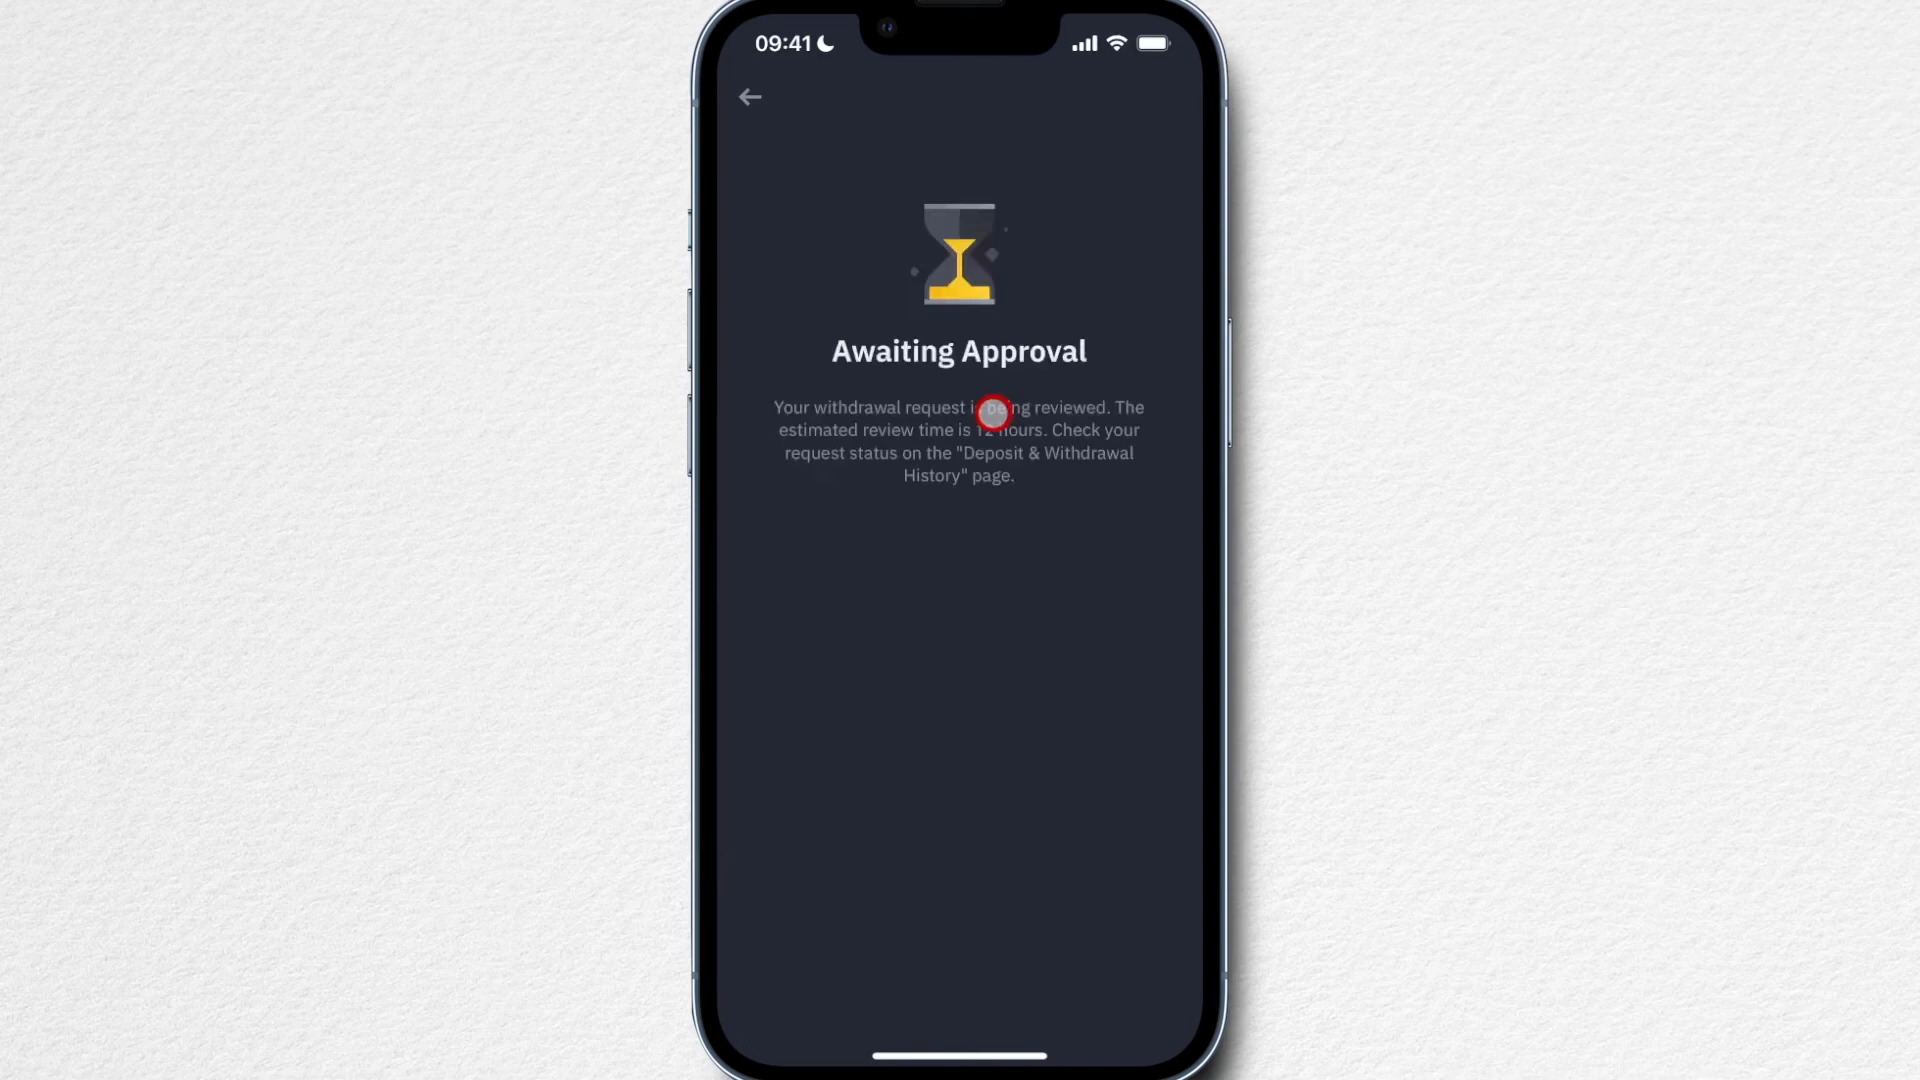 09:41
Awaiting Approval
Your withdrawal request is being reviewed. The
estimated review time is 12 hours. Check your
request status on the "Deposit & Withdrawal
History" page.